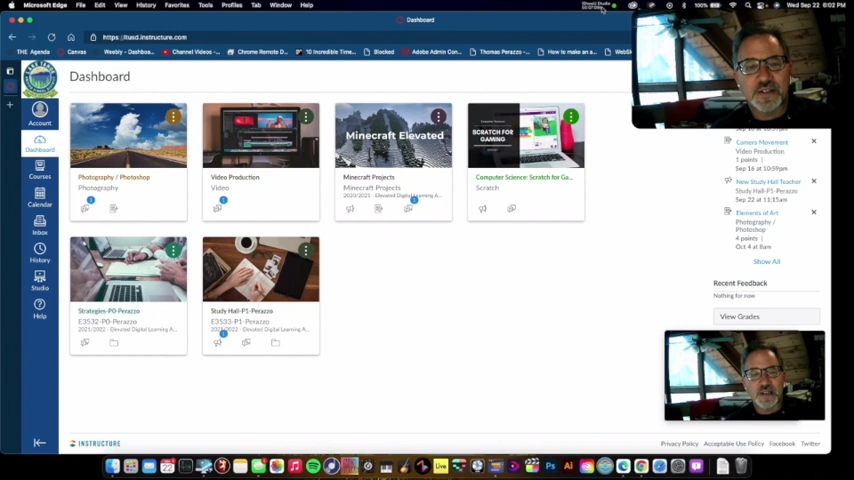 Microsoft Edge File Edit View History Favorites Tools Tab Window Help
100% Wed Sep 22 6:02 PM
Dashboard
https://ltuad.instructure.com
THE Agenda Canvas Weebly - Dashboa... Channel Videos -... Chrome Remote D... 10 Incredible Time... Blocked Adobe Admin Con... Thomas Perazzo -... How to make an a...
Dashboard
Account
Dashboard
Courses
Calendar
Inbox
History
Studio
Help
Photography / Photoshop
Photography
Video Production
Video
Minecraft Elevated
Minecraft Projects
Minecraft Projects
2020/2021 - Elevated Digital Learning A...
SCRATCH FOR
GAMING
Computer Science: Scratch for Ga...
Scratch
Strategies-P0-Perazzo
E3532-P0-Perazzo
2021/2022 - Elevated Digital Learning A...
Study Hall-P1-Perazzo
E3533-P1-Perazzo
2021/2022 - Elevated Digital Learning A...
Camera Movement
Video Production
1 points |
Sep 16 at 10:59pm
New Study Hall Teacher
Study Hall-P1-Perazzo
Sep 22 at 11:15am
Elements of Art
Photography /
Photoshop
4 points |
Oct 4 at 8am
Show All
Recent Feedback
Nothing for now
View Grades
INSTRUCTURE
Privacy Policy Acceptable Use Policy Facebook Twitter